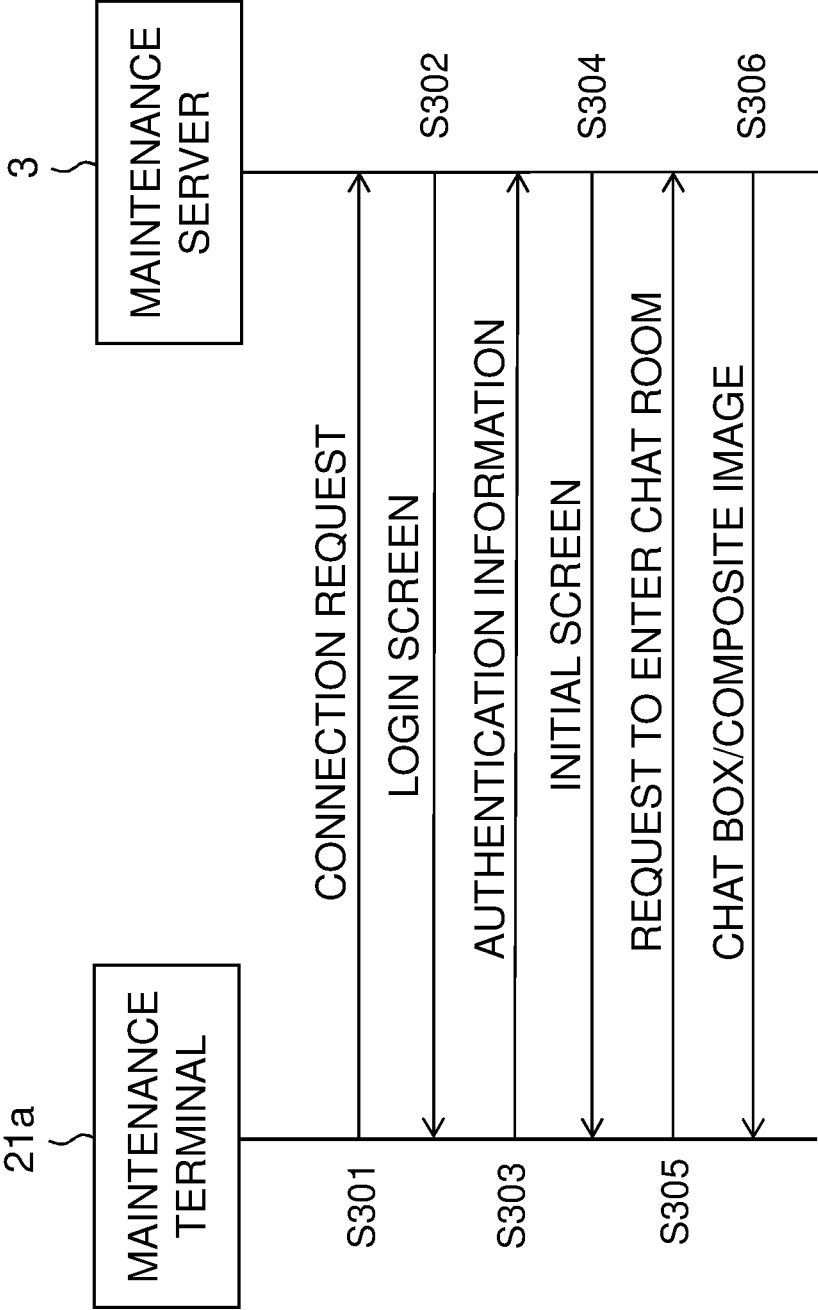 21a
3
MAINTENANCE
TERMINAL
MAINTENANCE
SERVER
S301
CONNECTION REQUEST
LOGIN SCREEN
S302
S303
AUTHENTICATION INFORMATION
INITIAL SCREEN
S304
S305
REQUEST TO ENTER CHAT ROOM
CHAT BOX/COMPOSITE IMAGE
S306